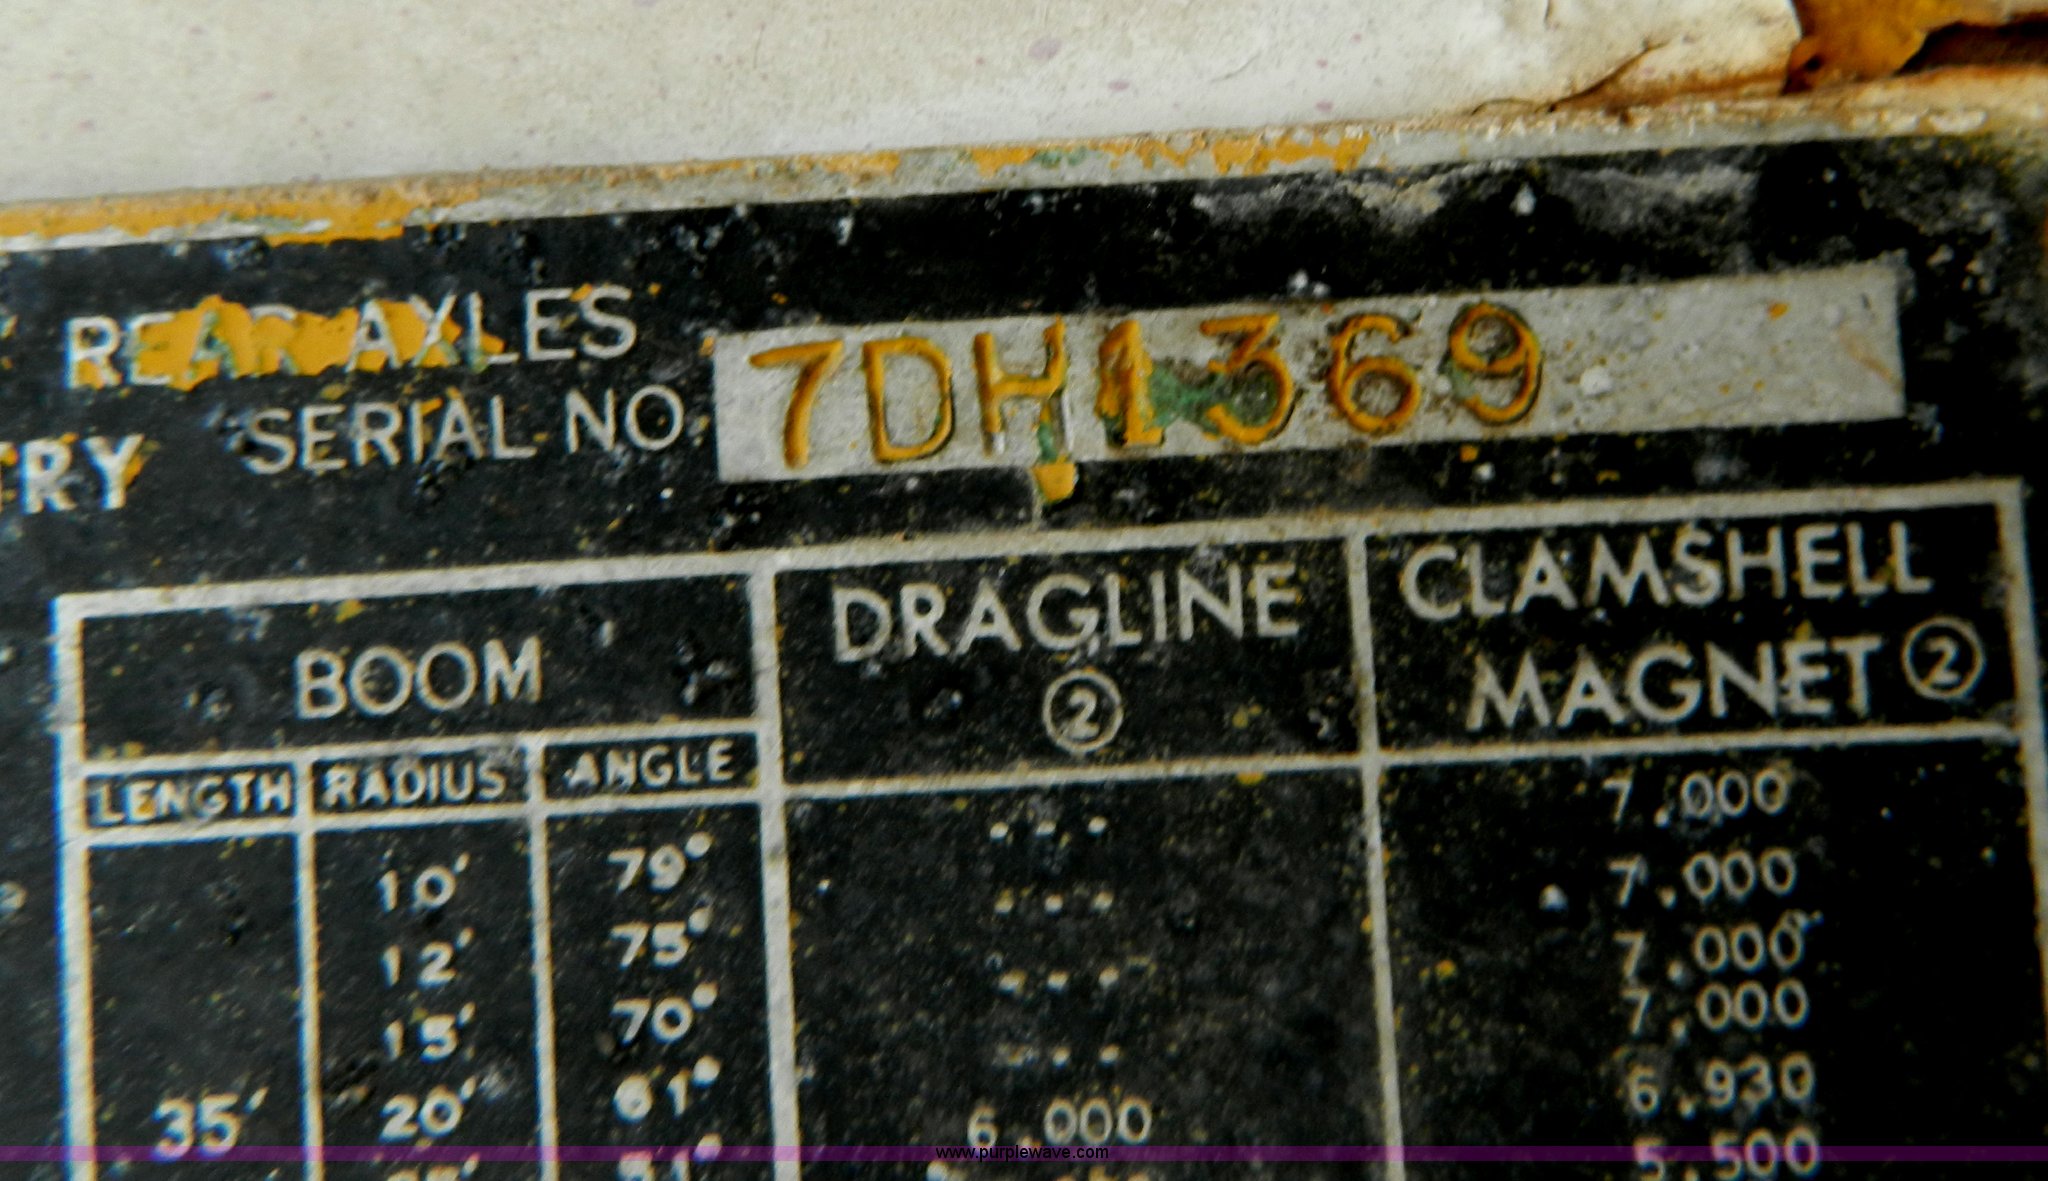 REAR AXLES
TRY SERIAL NO 7DH1369
BOOM DRAGLINE ② CLAMSHELL MAGNET ②
LENGTH RADIUS ANGLE
10' 79° ... 7.000
12' 75° ... 7.000
15' 70° ... 7.000
7.000
35' 20' 61° 6.000 6.930
51° 5.500
www.purplewave.com